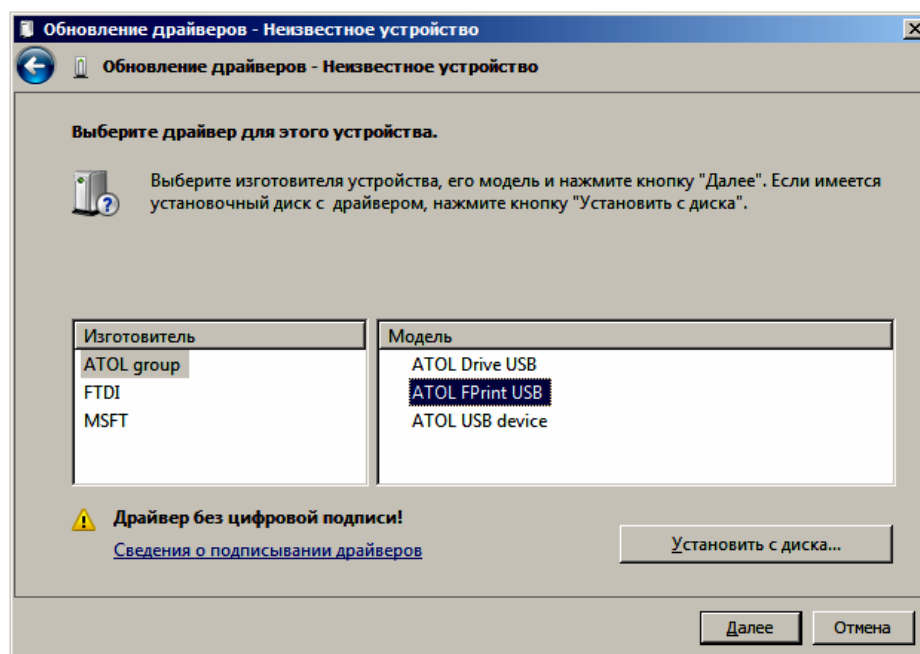 Обновление драйверов - Неизвестное устройство
Обновление драйверов - Неизвестное устройство
Выберите драйвер для этого устройства.
Выберите изготовителя устройства, его модель и нажмите кнопку "Далее". Если имеется
установочный диск с драйвером, нажмите кнопку "Установить с диска".
Изготовитель
ATOL group
FTDI
MSFT
Модель
ATOL Drive USB
ATOL FPrint USB
ATOL USB device
Драйвер без цифровой подписи!
Сведения о подписывании драйверов
Установить с диска...
Далее
Отмена